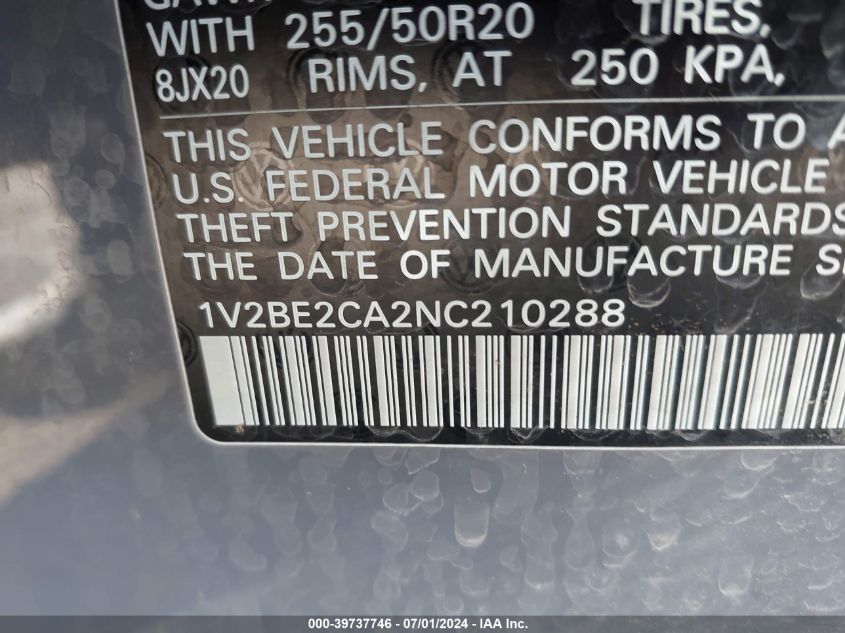 WITH 255/50R20 TIRES,
8JX20 RIMS, AT 250 KPA,
THIS VEHICLE CONFORMS TO
U.S. FEDERAL MOTOR VEHICLE
THEFT PREVENTION STANDARDS
THE DATE OF MANUFACTURE
1V2BE2CA2NC210288
000-39737746 / 07/01/2024 - IAA Inc.